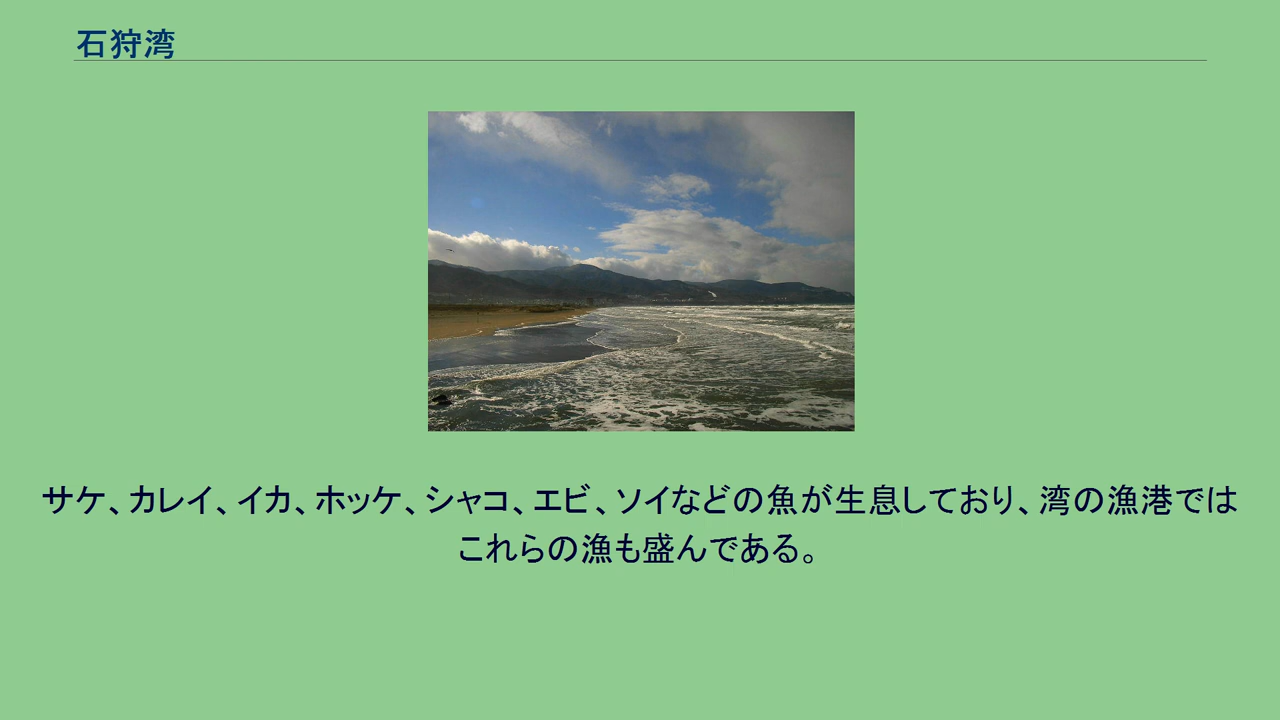 石狩湾
サケ、カレイ、イカ、ホッケ、シャコ、エビ、ソイなどの魚が生息しており、湾の漁港では
これらの漁も盛んである。